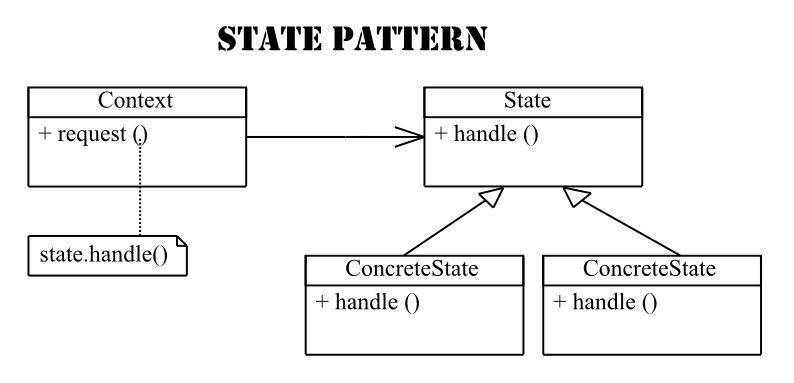 STATE PATTERN
Context
+ request ()
State
+ handle ()
state.handle()
ConcreteState
+ handle ()
ConcreteState
+ handle ()